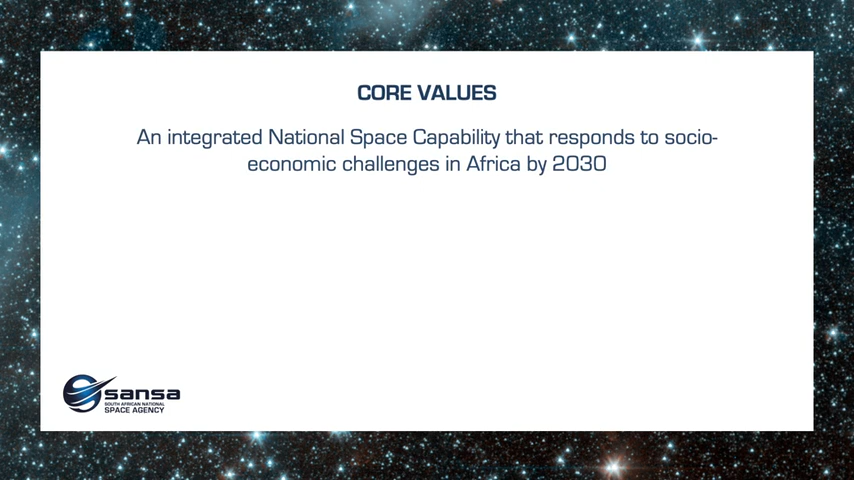 CORE VALUES
An integrated National Space Capability that responds to socio-
economic challenges in Africa by 2030
sansa
SOUTH AFRICAN NATIONAL
SPACE AGENCY